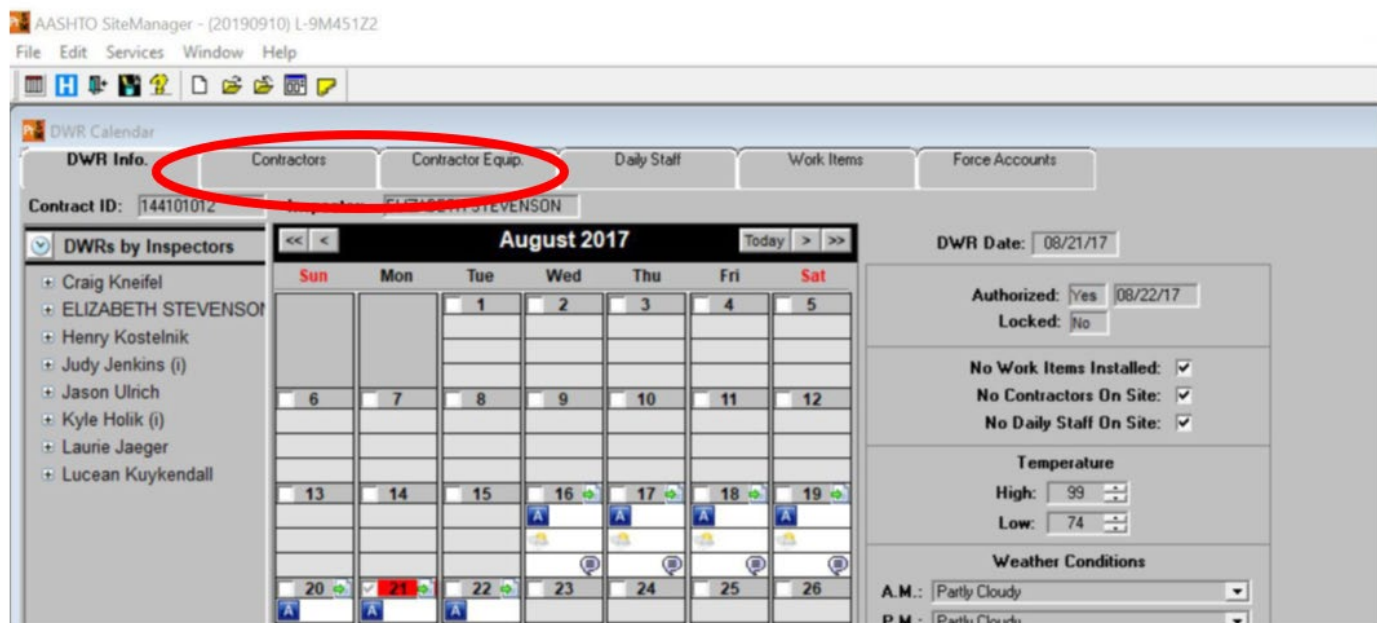 AASHTO SiteManager - (20190910) L-9M451Z2
File Edit Services Window Help
DWR Calendar
DWR Info. Contractors Contractor Equip. Daily Staff Work Items Force Accounts
Contract ID: 144101012 Inspector: ELIZABETH STEVENSON
DWRs by Inspectors
Craig Kneifel
ELIZABETH STEVENSON
Henry Kostelnik
Judy Jenkins (i)
Jason Ulrich
Kyle Holik (i)
Laurie Jaeger
Lucean Kuykendall
<< < August 2017 Today > >>
Sun Mon Tue Wed Thu Fri Sat
1 2 3 4 5
6 7 8 9 10 11 12
13 14 15 16 17 18 19
A A A A
20 21 22 23 24 25 26
A A A
DWR Date: 08/21/17
Authorized: Yes 08/22/17
Locked: No
No Work Items Installed:
No Contractors On Site:
No Daily Staff On Site:
Temperature
High: 99
Low: 74
Weather Conditions
A.M.: Partly Cloudy
P.M.: Partly Cloudy